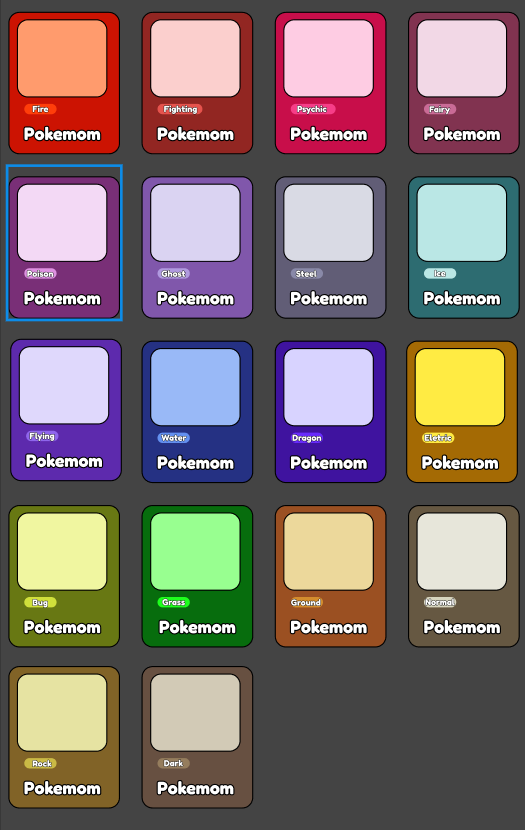 Fire
Pokemom
Fighting
Pokemom
Psychic
Pokemom
Fairy
Pokemom
Poison
Pokemom
Ghost
Pokemom
Steel
Pokemom
Ice
Pokemom
Flying
Pokemom
Water
Pokemom
Dragon
Pokemom
Eletric
Pokemom
Bug
Pokemom
Grass
Pokemom
Ground
Pokemom
Normal
Pokemom
Rock
Pokemom
Dark
Pokemom